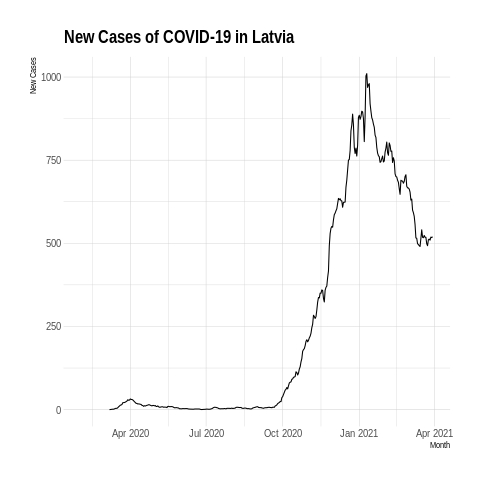 New Cases of COVID-19 in Latvia
New Cases
1000
750
500
250
0
Apr 2020 Jul 2020 Oct 2020 Jan 2021 Apr 2021
Month